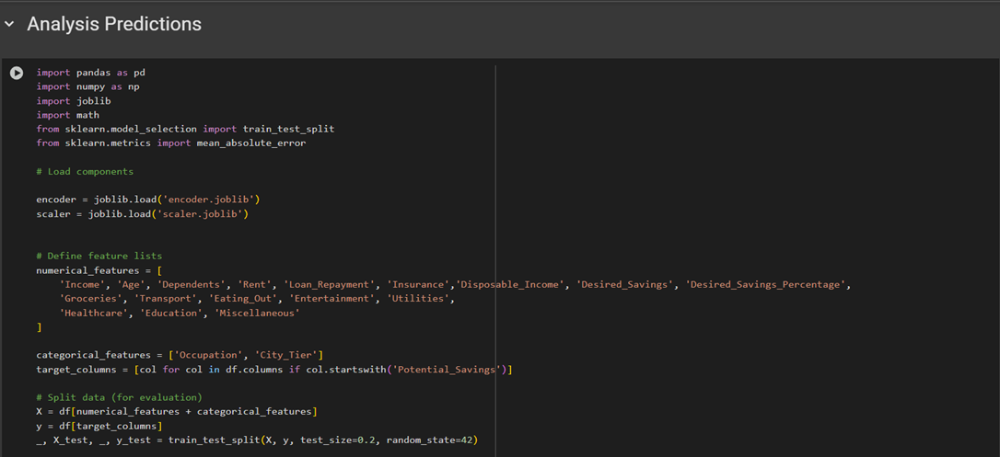 Analysis Predictions
import pandas as pd
import numpy as np
import joblib
import math
from sklearn.model_selection import train_test_split
from sklearn.metrics import mean_absolute_error
# Load components
encoder = joblib.load('encoder.joblib')
scaler = joblib.load('scaler.joblib')
# Define feature lists
numerical_features = [
    'Income', 'Age', 'Dependents', 'Rent', 'Loan_Repayment', 'Insurance','Disposable_Income', 'Desired_Savings', 'Desired_Savings_Percentage',
    'Groceries', 'Transport', 'Eating_Out', 'Entertainment', 'Utilities',
    'Healthcare', 'Education', 'Miscellaneous'
]
categorical_features = ['Occupation', 'City_Tier']
target_columns = [col for col in df.columns if col.startswith('Potential_Savings')]
# Split data (for evaluation)
X = df[numerical_features + categorical_features]
y = df[target_columns]
_, X_test, _, y_test = train_test_split(X, y, test_size=0.2, random_state=42)